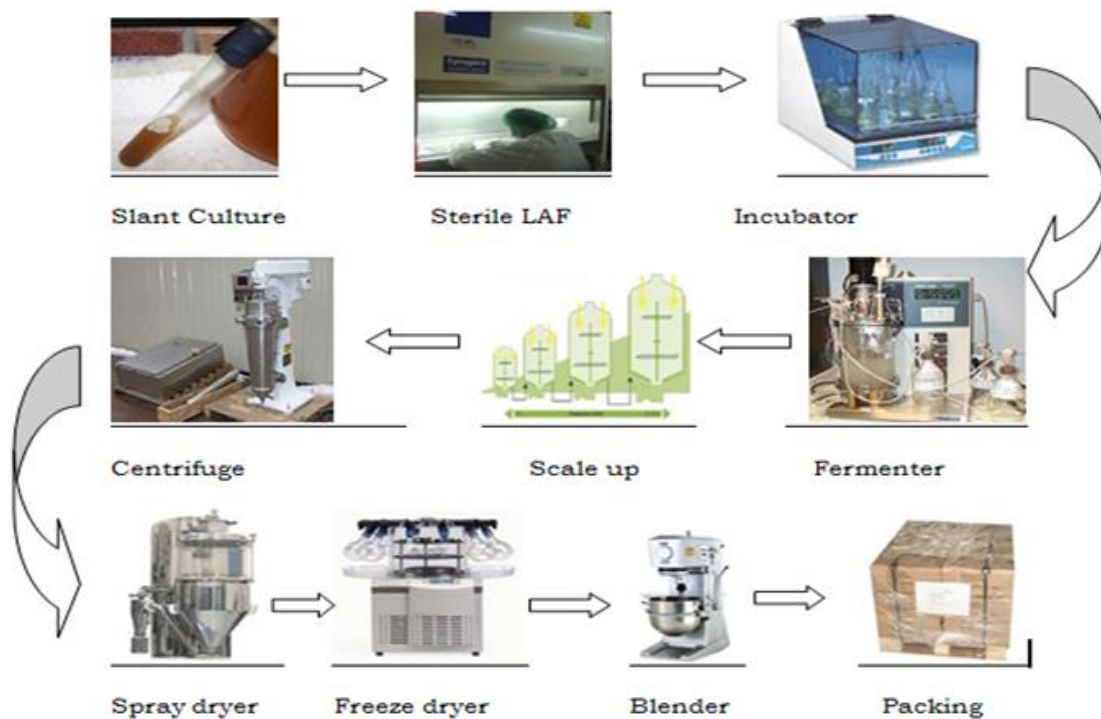 Slant Culture
Sterile LAF
Incubator
Centrifuge
Scale up
Fermenter
Spray dryer
Freeze dryer
Blender
Packing